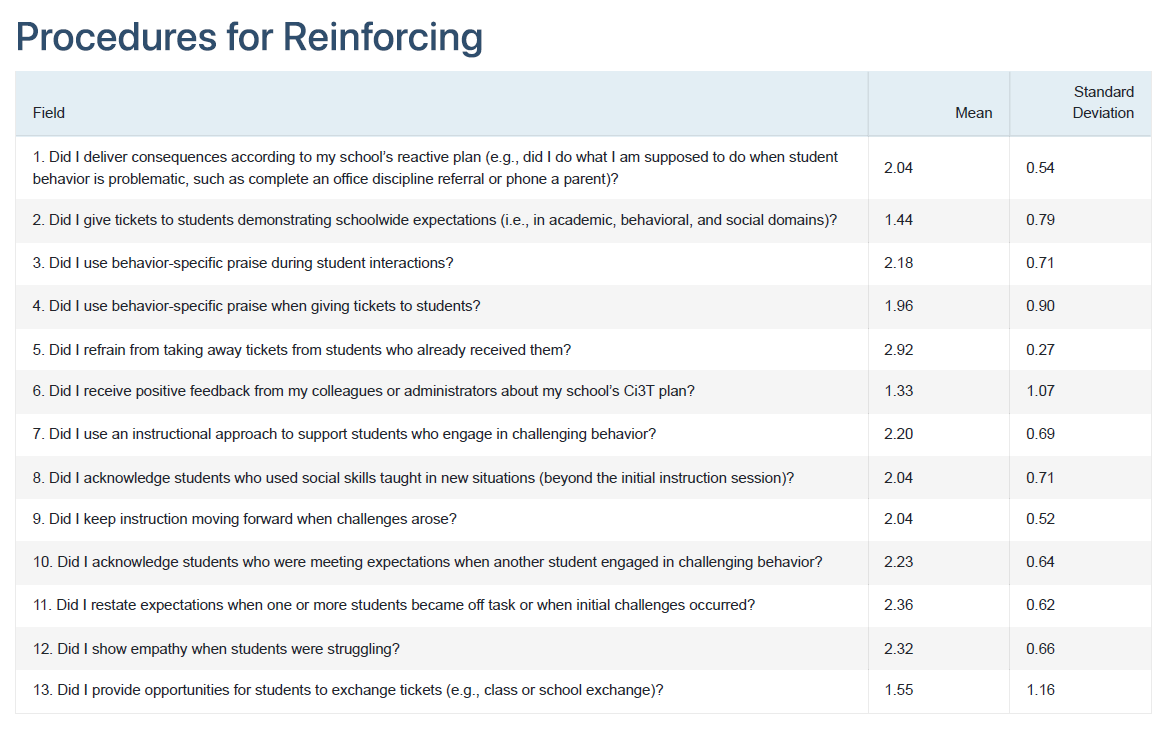 Procedures for Reinforcing
Field
Mean
Standard
Deviation
1. Did I deliver consequences according to my school’s reactive plan (e.g., did I do what I am supposed to do when student
behavior is problematic, such as complete an office discipline referral or phone a parent)?
2.04
0.54
2. Did I give tickets to students demonstrating schoolwide expectations (i.e., in academic, behavioral, and social domains)?
1.44
0.79
3. Did I use behavior-specific praise during student interactions?
2.18
0.71
4. Did I use behavior-specific praise when giving tickets to students?
1.96
0.90
5. Did I refrain from taking away tickets from students who already received them?
2.92
0.27
6. Did I receive positive feedback from my colleagues or administrators about my school’s Ci3T plan?
1.33
1.07
7. Did I use an instructional approach to support students who engage in challenging behavior?
2.20
0.69
8. Did I acknowledge students who used social skills taught in new situations (beyond the initial instruction session)?
2.04
0.71
9. Did I keep instruction moving forward when challenges arose?
2.04
0.52
10. Did I acknowledge students who were meeting expectations when another student engaged in challenging behavior?
2.23
0.64
11. Did I restate expectations when one or more students became off task or when initial challenges occurred?
2.36
0.62
12. Did I show empathy when students were struggling?
2.32
0.66
13. Did I provide opportunities for students to exchange tickets (e.g., class or school exchange)?
1.55
1.16